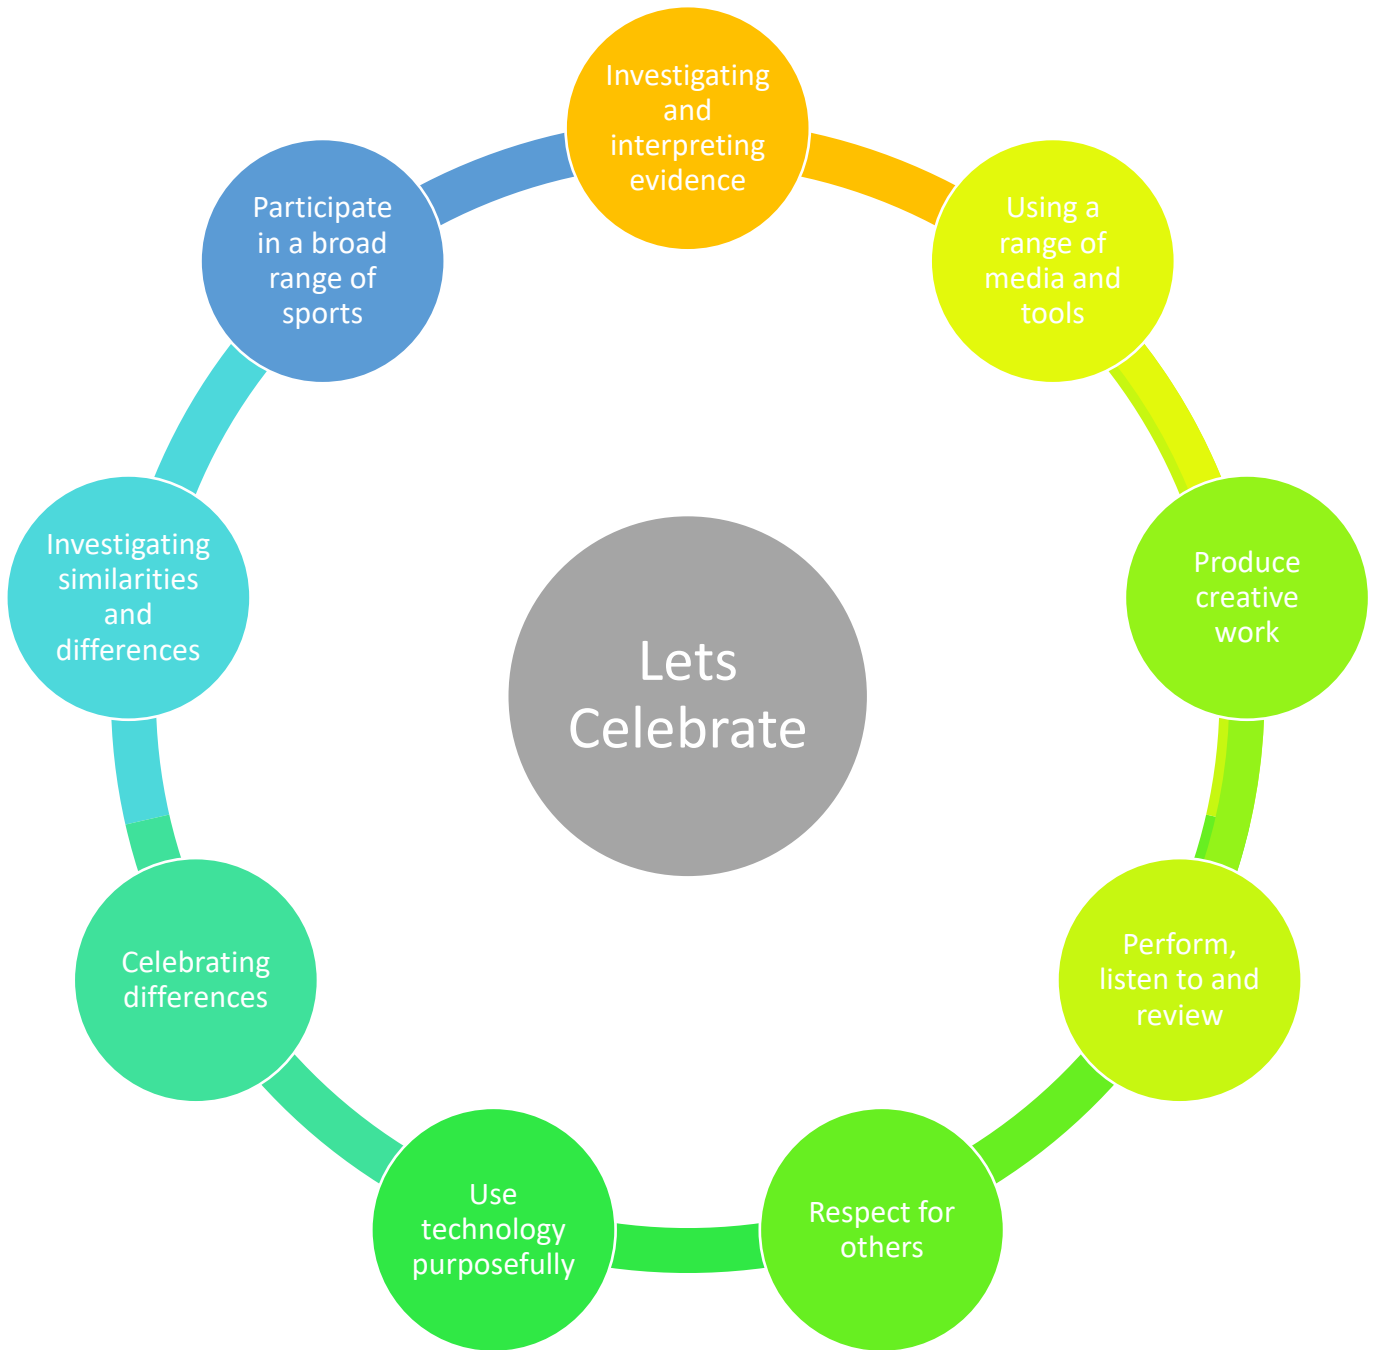 Investigating
and
interpreting
evidence
Using a
range of
media and
tools
Produce
creative
work
Perform,
listen to and
review
Respect for
others
Use
technology
purposefully
Celebrating
differences
Investigating
similarities
and
differences
Participate
in a broad
range of
sports
Lets
Celebrate